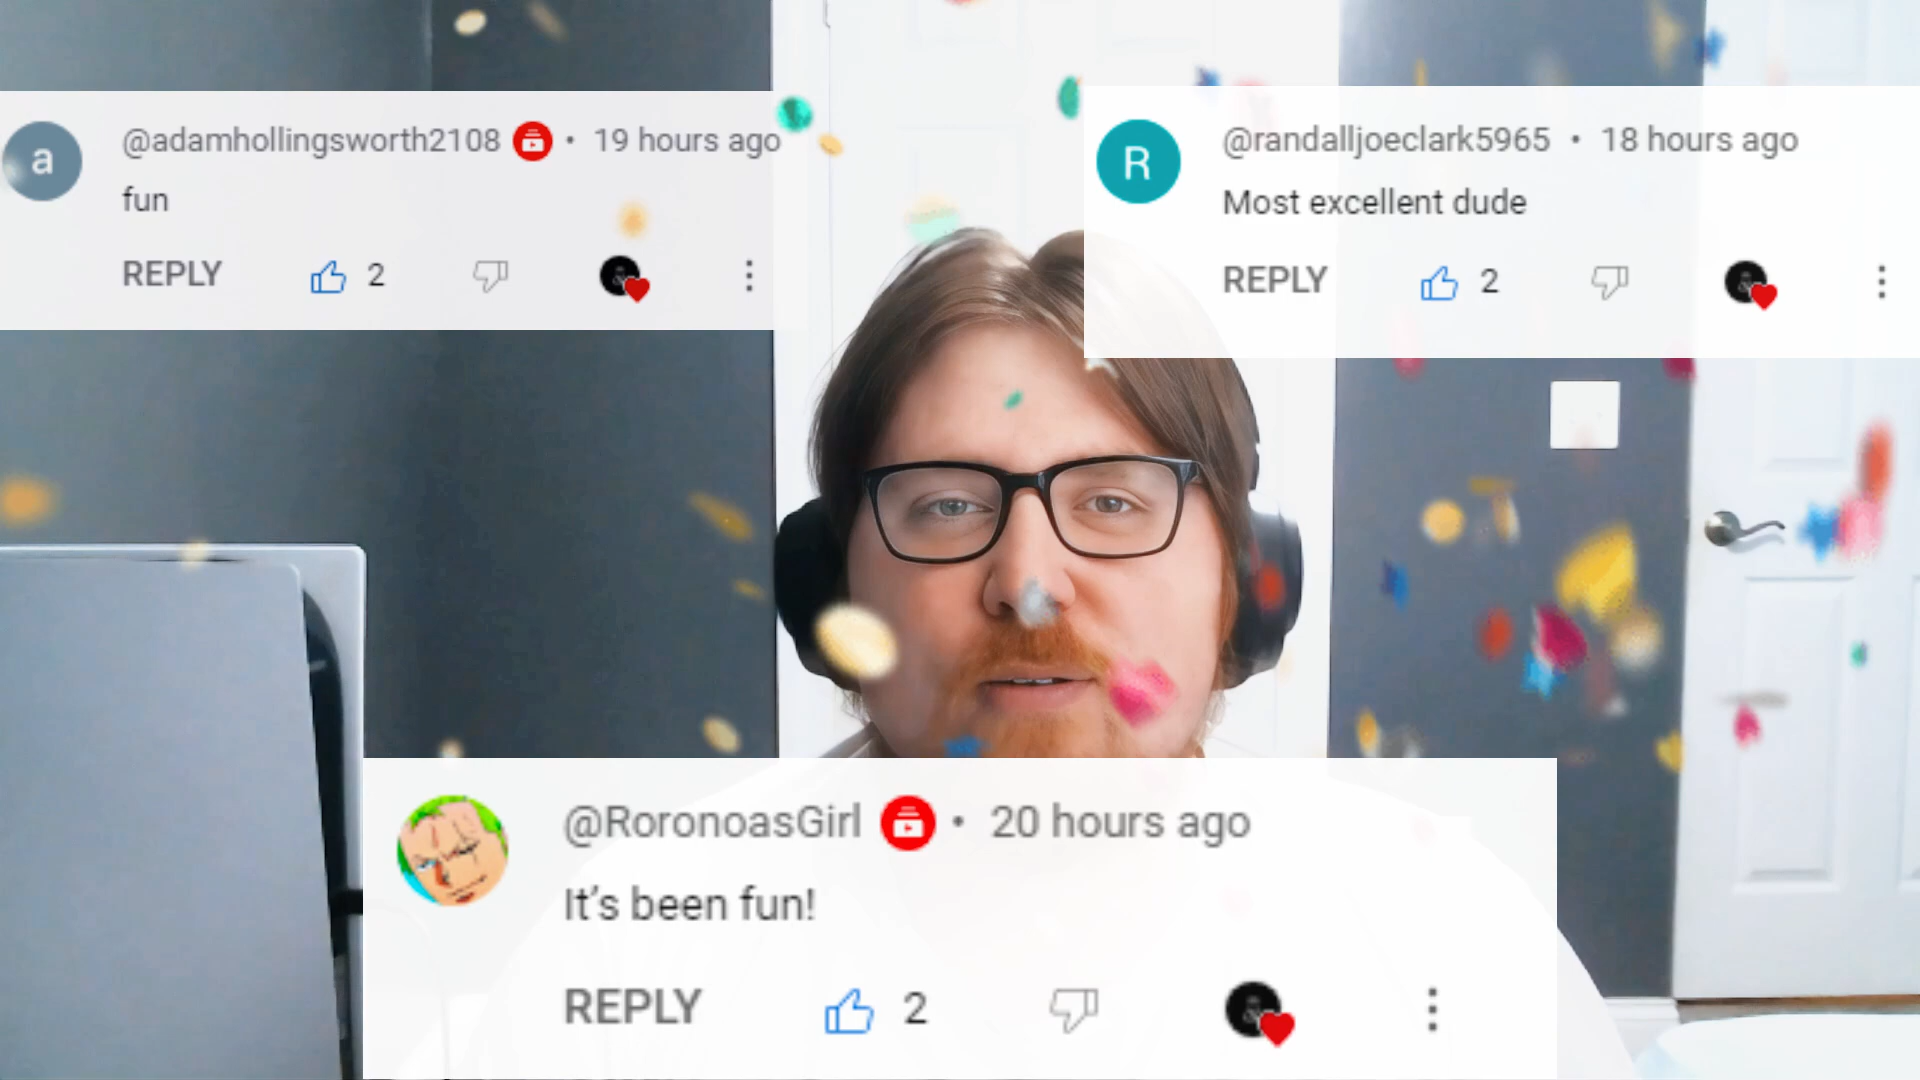 a
@adamhollingsworth2108 • 19 hours ago
fun
REPLY 2
R
@randalljoeclark5965 • 18 hours ago
Most excellent dude
REPLY 2
@RoronoasGirl • 20 hours ago
It's been fun!
REPLY 2